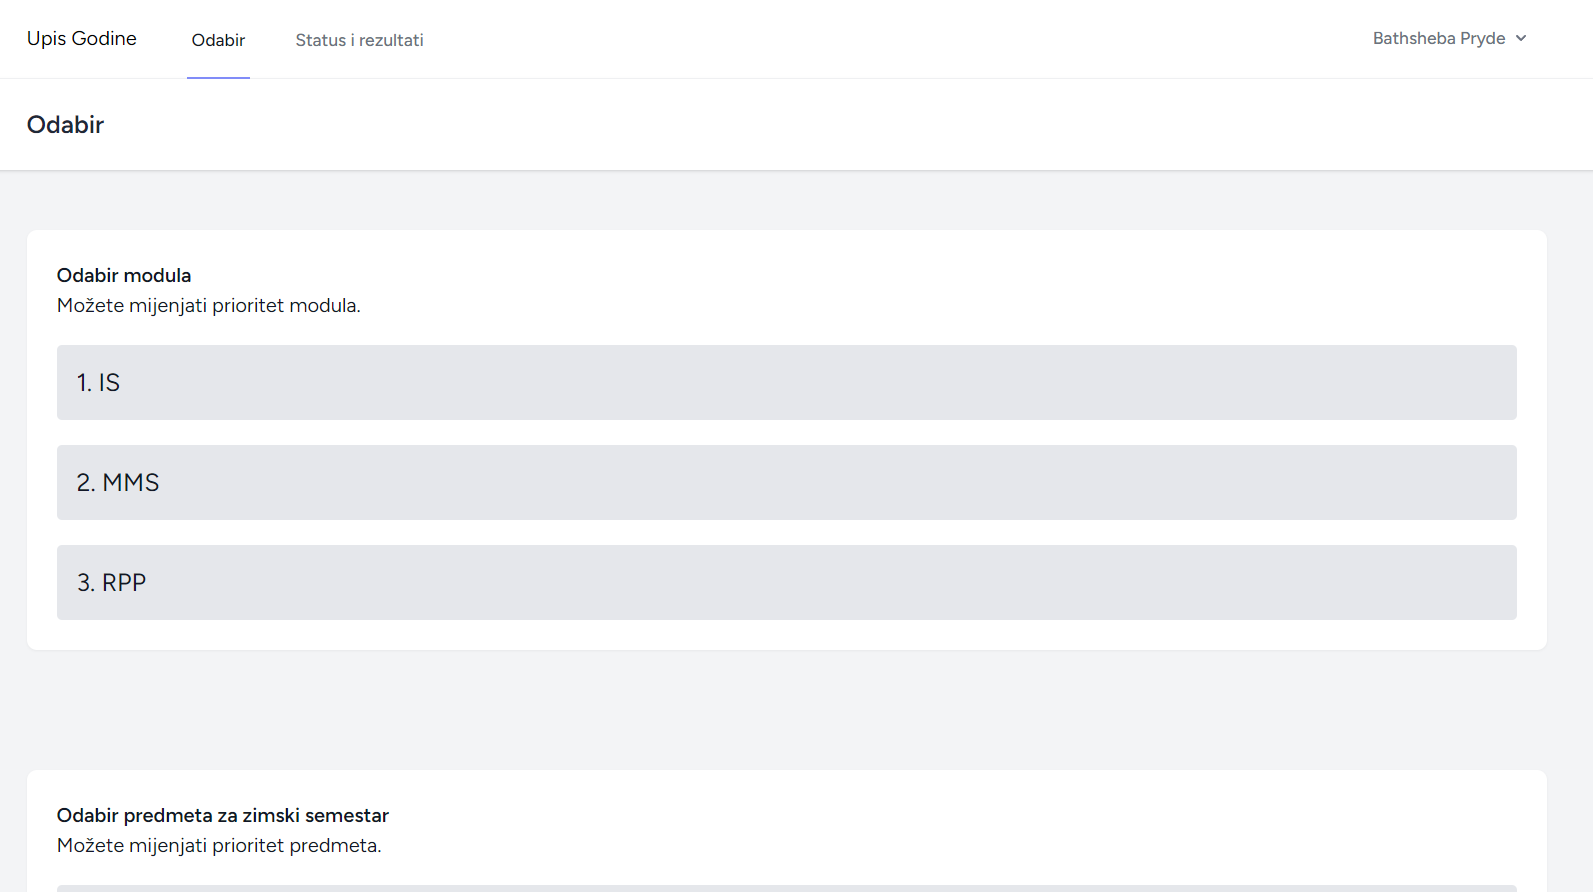 Upis Godine
Odabir
Status i rezultati
Bathsheba Pryde
Odabir
Odabir modula
Možete mijenjati prioritet modula.
1. IS
2. MMS
3. RPP
Odabir predmeta za zimski semestar
Možete mijenjati prioritet predmeta.